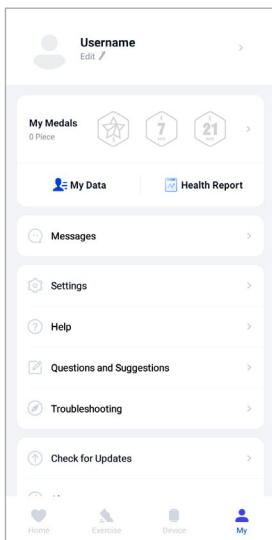 Username
Edit
My Medals
0 Piece
7
21
My Data
Health Report
Messages
Settings
Help
Questions and Suggestions
Troubleshooting
Check for Updates
Home
Exercise
Device
My